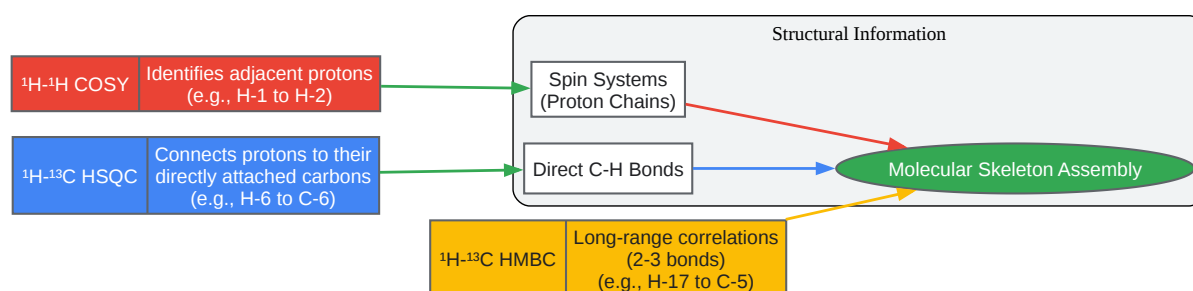 Structural Information
¹H-¹H COSY
Identifies adjacent protons
(e.g., H-1 to H-2)
Spin Systems
(Proton Chains)
¹H-¹³C HSQC
Connects protons to their
directly attached carbons
(e.g., H-6 to C-6)
Direct C-H Bonds
Molecular Skeleton Assembly
¹H-¹³C HMBC
Long-range correlations
(2-3 bonds)
(e.g., H-17 to C-5)